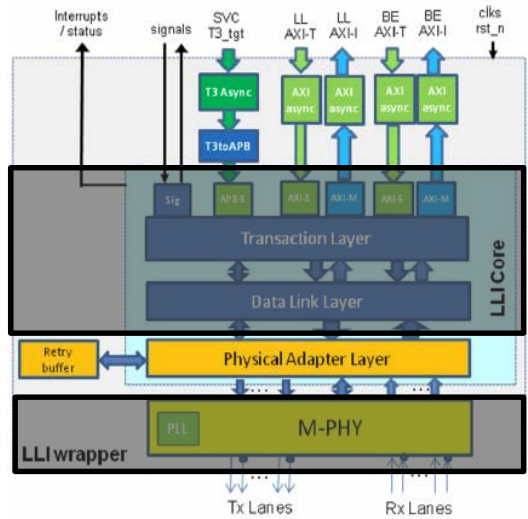 Interrupts
/ status
signals
SVC
T3_tgt
LL
AXI-T
LL
AXI-I
BE
AXI-T
BE
AXI-I
clks
rst_n
T3 Async
AXI
async
AXI
async
AXI
async
AXI
async
T3toAPB
Sig
APB-S
AXI-S
AXI-M
AXI-S
AXI-M
Transaction Layer
LLI Core
Data Link Layer
Retry
buffer
Physical Adapter Layer
...
...
PLL
M-PHY
LLI wrapper
...
...
Tx Lanes
Rx Lanes